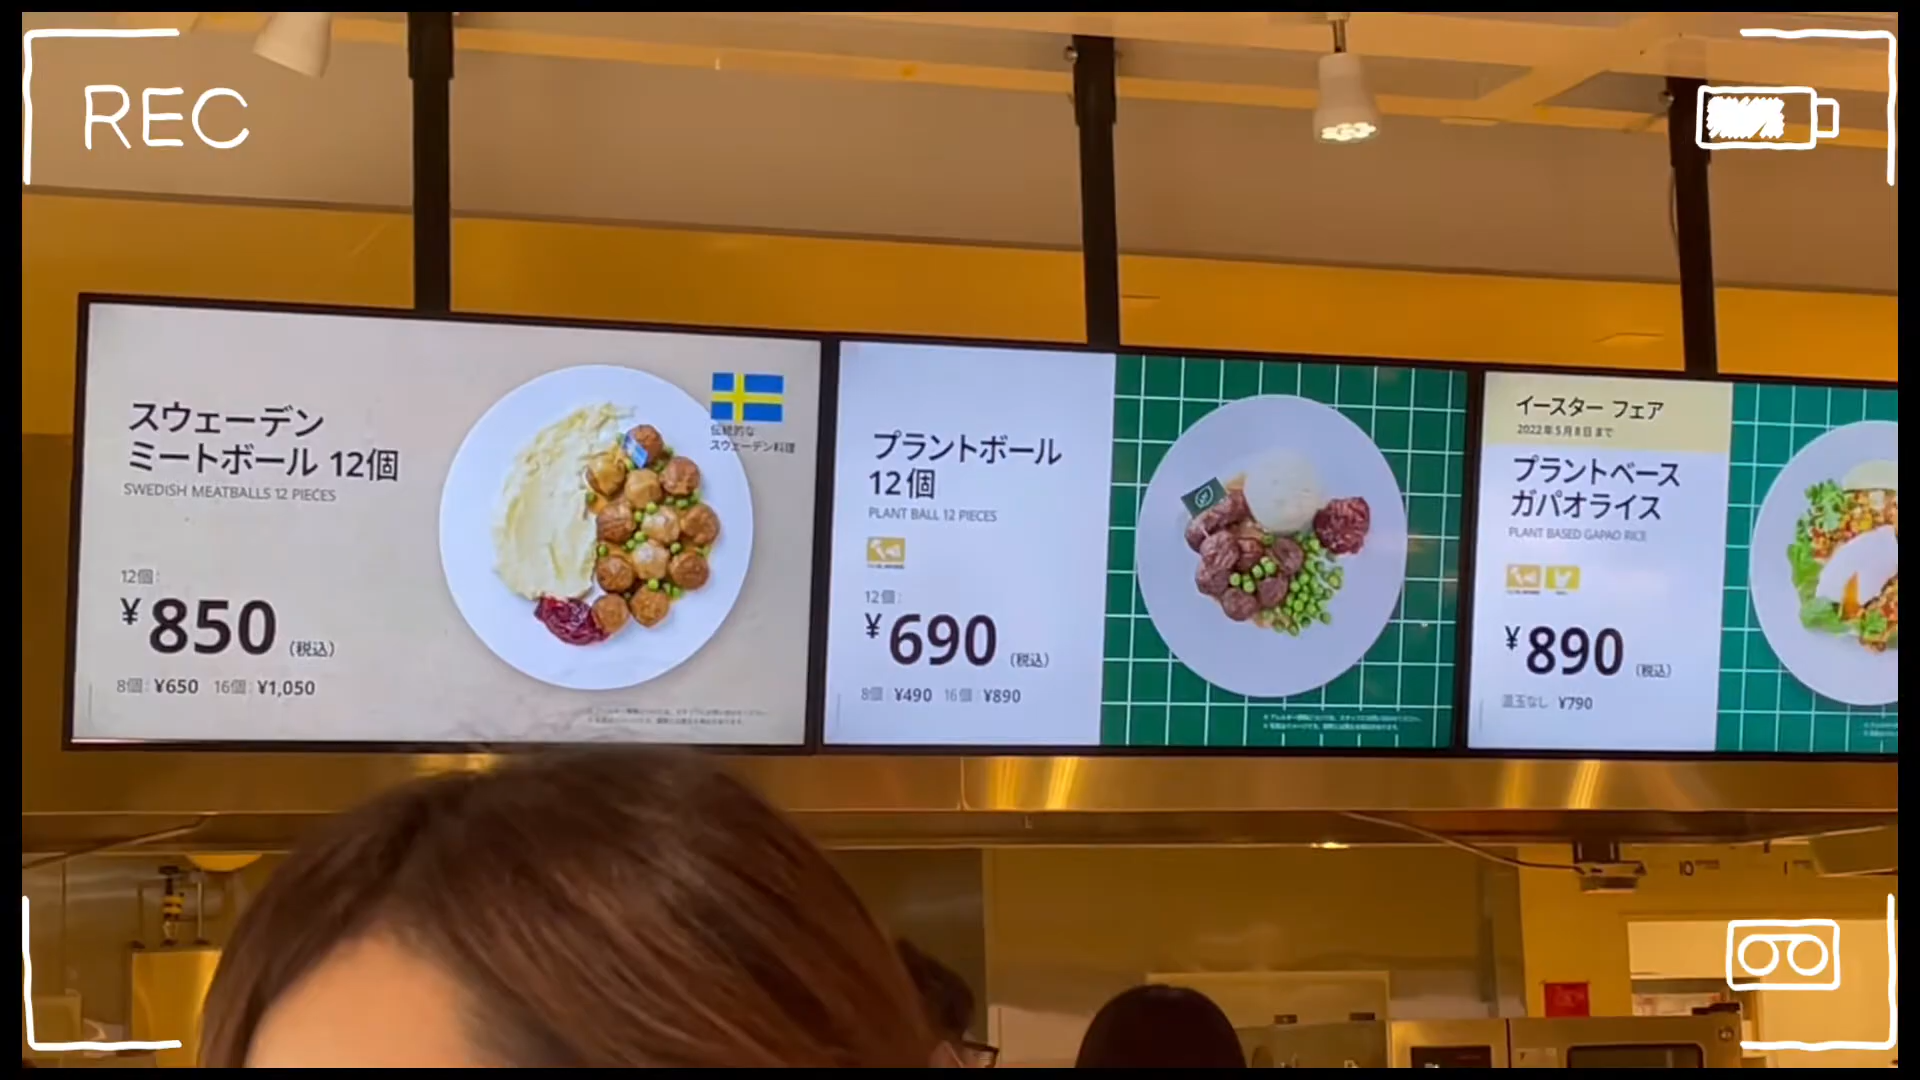 REC
スウェーデン
ミートボール 12個
SWEDISH MEATBALLS 12 PIECES
12個:
¥850 (税込)
8個: ¥650 16個: ¥1,050
伝統的な
スウェーデン料理
プラントボール
12個
PLANT BALL 12 PIECES
12個:
¥690 (税込)
8個: ¥490 16個: ¥890
イースター フェア
2022年5月8日まで
プラントベース
ガパオライス
PLANT BASED GAPAO RICE
¥890 (税込)
温玉なし ¥790
10